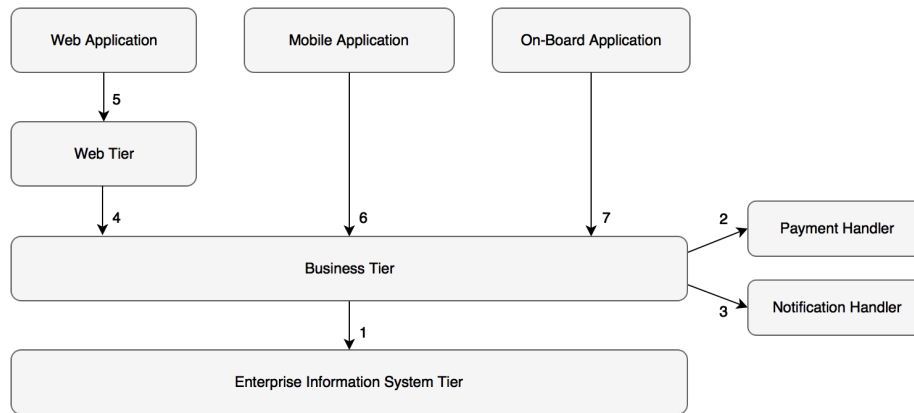 Web Application
Mobile Application
On-Board Application
5
Web Tier
4
6
7
2
Payment Handler
Business Tier
Notification Handler
3
1
Enterprise Information System Tier